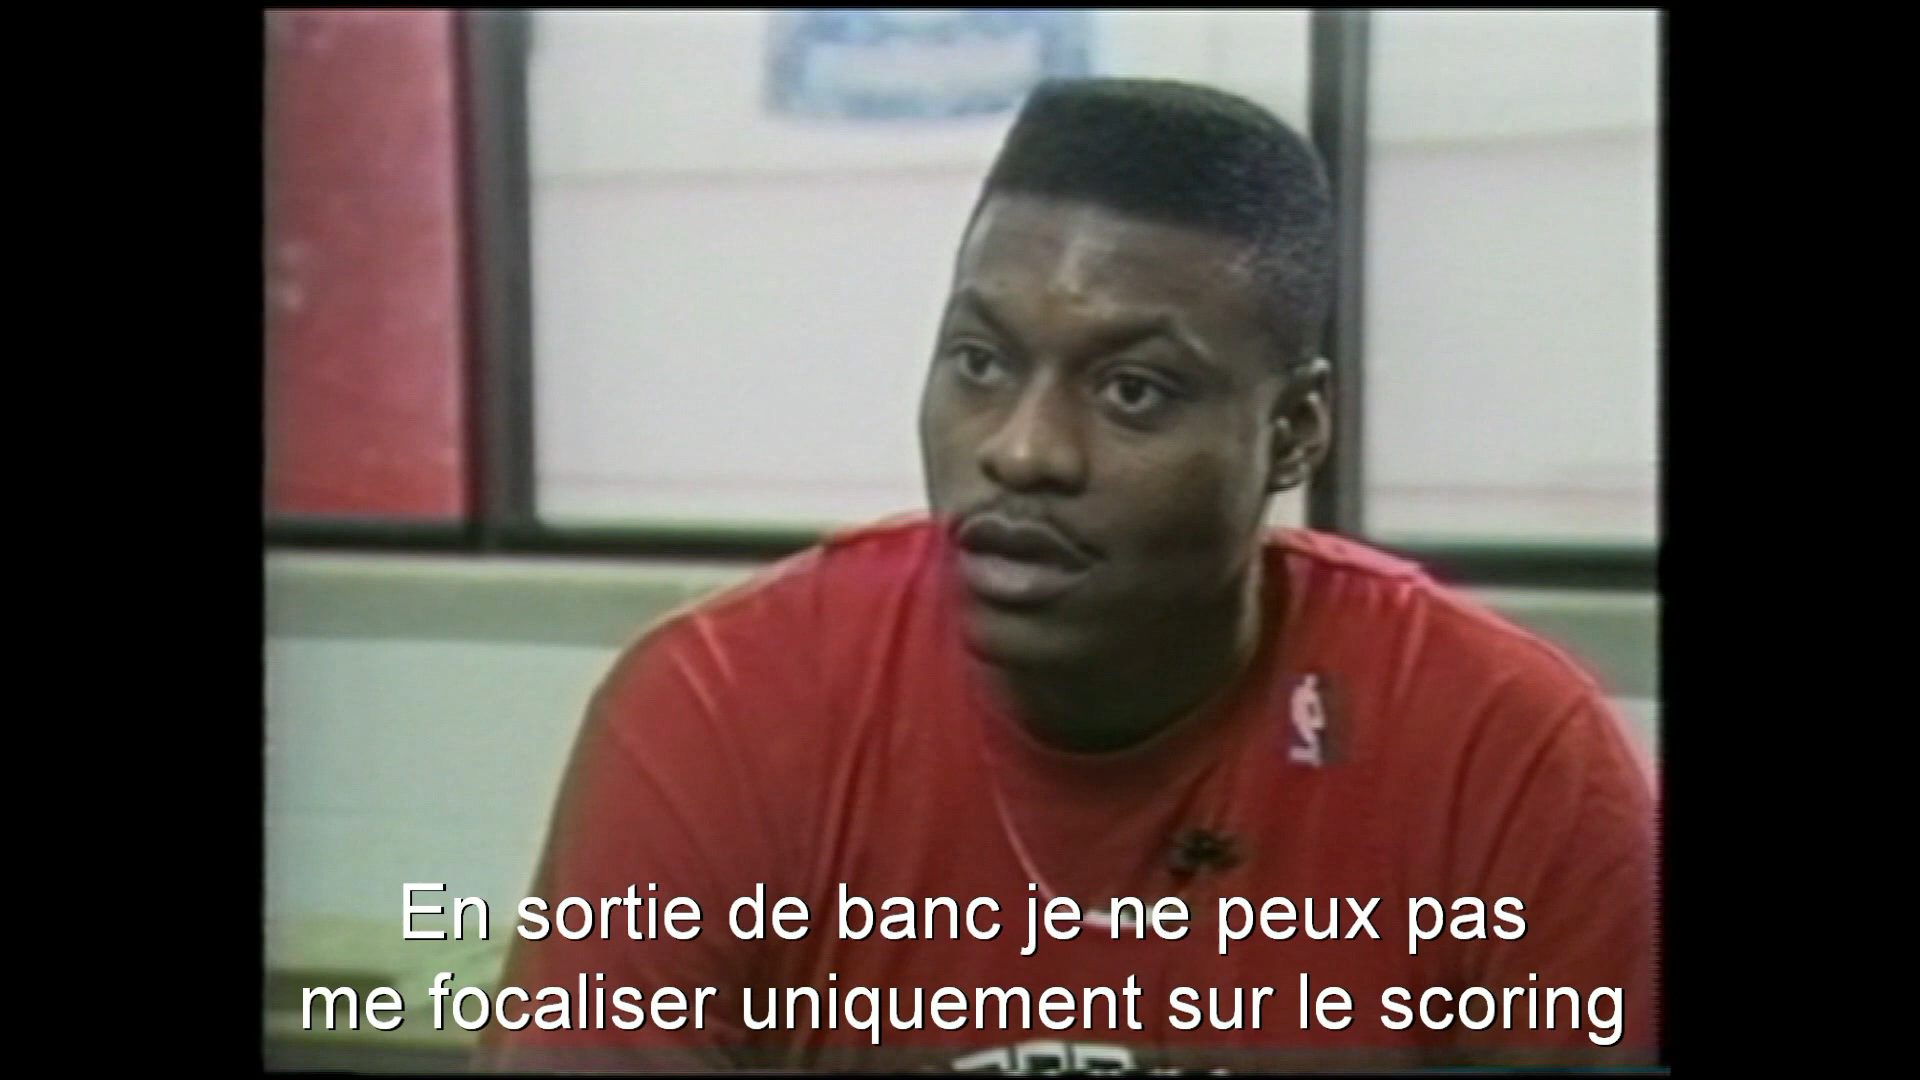 En sortie de banc je ne peux pas
me focaliser uniquement sur le scoring